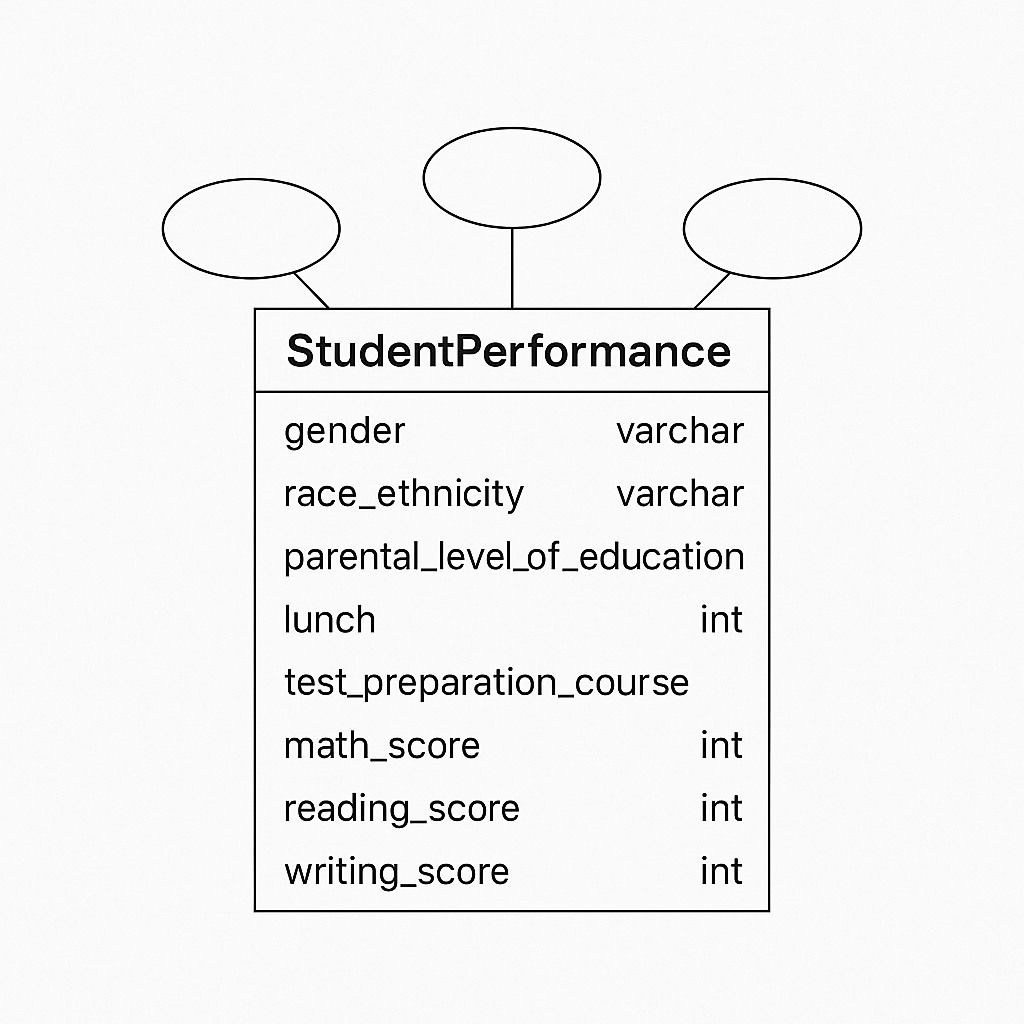 StudentPerformance
gender varchar
race_ethnicity varchar
parental_level_of_education
lunch int
test_preparation_course
math_score int
reading_score int
writing_score int